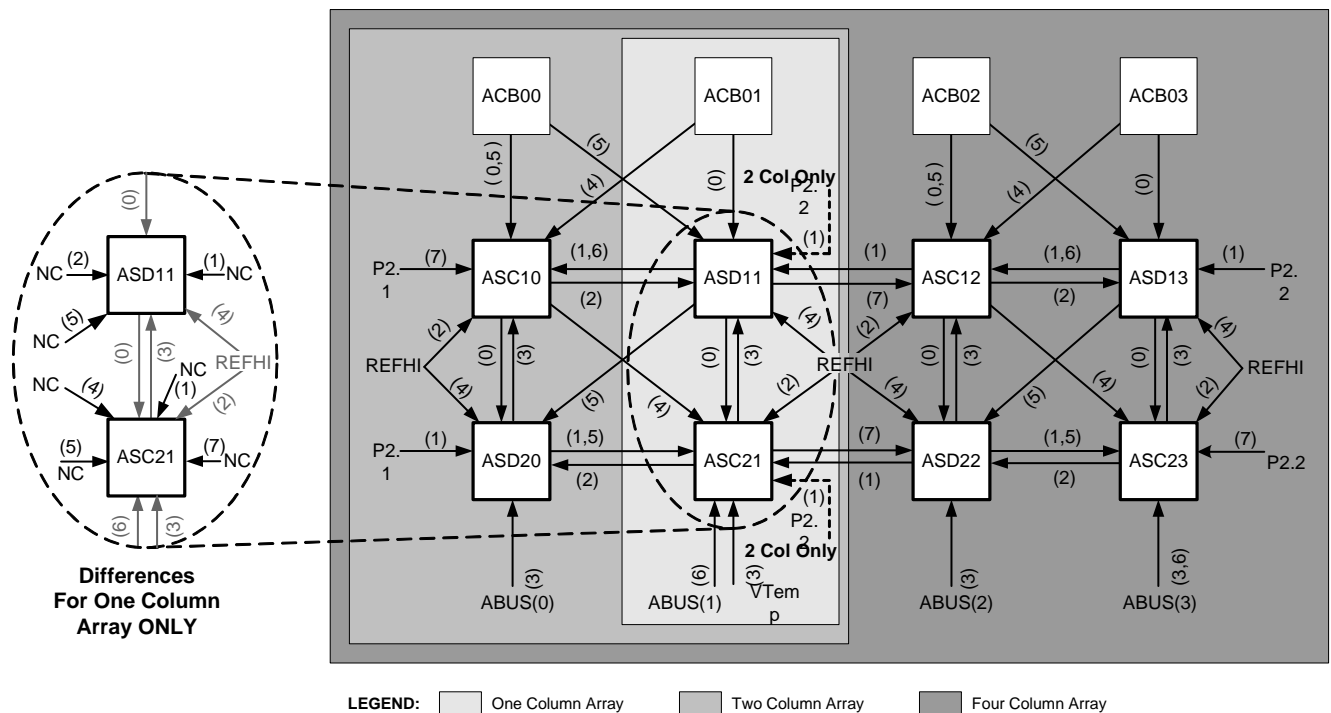 ACB00
ACB01
ACB02
ACB03
(5)
(5)
(0,5)
(4)
(0)
2 Col Only
P2.
2
(0,5)
(4)
(0)
(0)
(1)
ASD11
(2)
NC
(1)
NC
(5)
NC
(4)
(0)
(3)
REFHI
NC
(4)
NC
(1)
(2)
ASC21
(5)
NC
(7)
NC
(6)
(3)
Differences
For One Column
Array ONLY
P2.
1
(7)
ASC10
(1,6)
(2)
ASD11
(1)
(7)
ASC12
(1,6)
(2)
ASD13
(1)
P2.
2
(2)
REFHI
(4)
(0)
(3)
(5)
(4)
(0)
(3)
(4)
REFHI
(2)
(2)
(4)
(0)
(3)
(5)
(4)
(0)
(3)
(4)
REFHI
(2)
P2.
1
(1)
ASD20
(1,5)
(2)
ASC21
(7)
(1)
ASD22
(1,5)
(2)
ASC23
(7)
P2.2
(1)
P2.
2
2 Col Only
(3)
ABUS(0)
(6)
ABUS(1)
(3)
VTem
p
(3)
ABUS(2)
(3,6)
ABUS(3)
LEGEND:
One Column Array
Two Column Array
Four Column Array